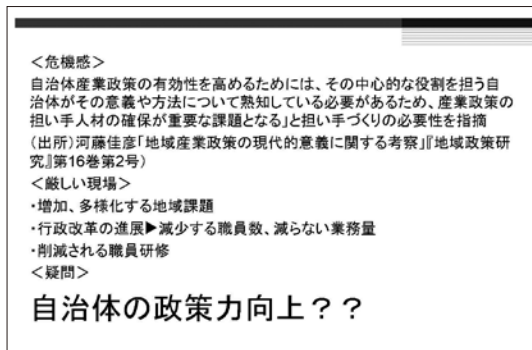 <危機感>
自治体産業政策の有効性を高めるためには、その中心的な役割を担う自
治体がその意義や方法について熟知している必要があるため、産業政策の
担い手人材の確保が重要な課題となる」と担い手づくりの必要性を指摘
(出所)河藤佳彦「地域産業政策の現代的意義に関する考察」『地域政策研
究』第16巻第2号)
<厳しい現場>
・増加、多様化する地域課題
・行政改革の進展▶減少する職員数、減らない業務量
・削減される職員研修
<疑問>
自治体の政策力向上？？